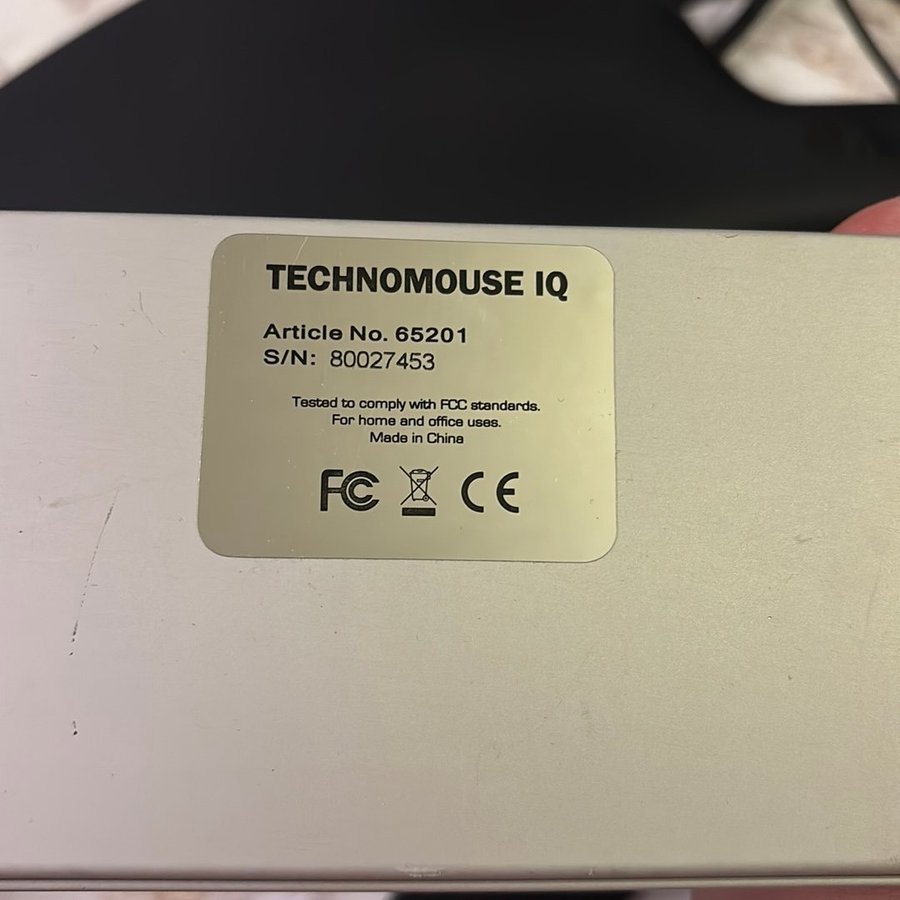 TECHNOMOUSE IQ
Article No. 65201
S/N: 80027453
Tested to comply with FCC standards.
For home and office uses.
Made in China
FC CE